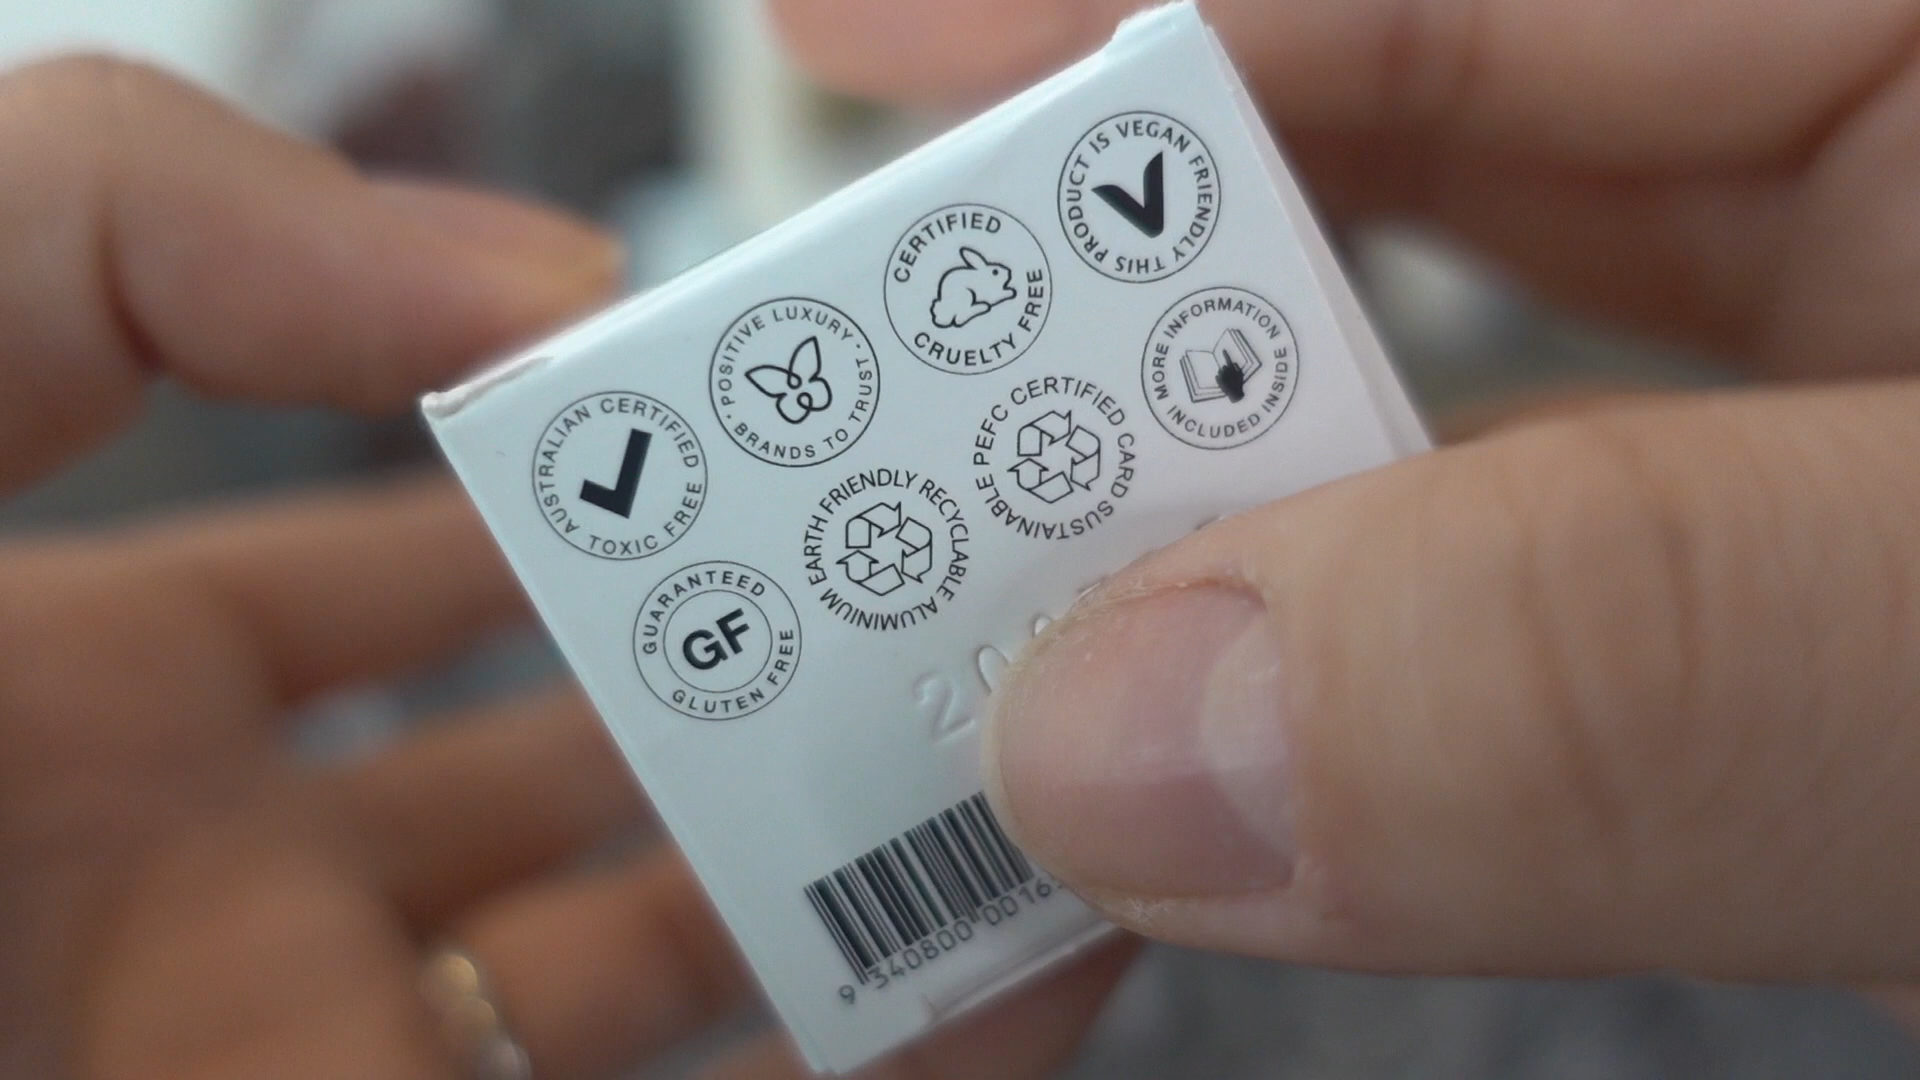 AUSTRALIAN CERTIFIED TOXIC FREE
· POSITIVE LUXURY · BRANDS TO TRUST
CERTIFIED CRUELTY FREE
THIS PRODUCT IS VEGAN FRIENDLY
V
GUARANTEED GLUTEN FREE
GF
EARTH FRIENDLY RECYCLABLE ALUMINIUM
SUSTAINABLE PEFC CERTIFIED CARD
MORE INFORMATION INCLUDED INSIDE
9 340800 0016